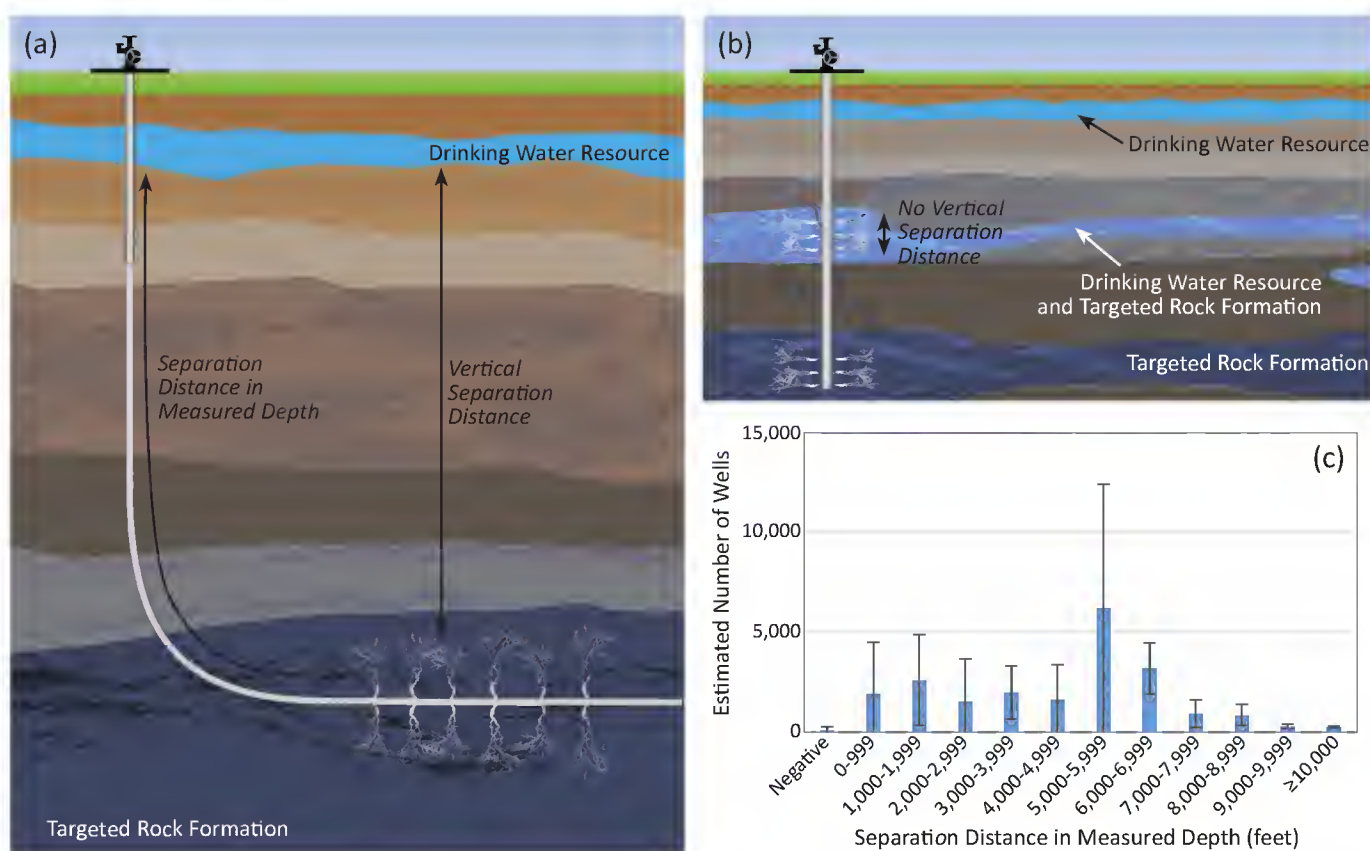 (a)
Drinking Water Resource
Separation
Distance in
Measured Depth
Vertical
Separation
Distance
Targeted Rock Formation
(b)
Drinking Water Resource
No Vertical
Separation
Distance
Drinking Water Resource
and Targeted Rock Formation
Targeted Rock Formation
(c)
Estimated Number of Wells
15,000
10,000
5,000
0
Negative
0-999
1,000-1,999
2,000-2,999
3,000-3,999
4,000-4,999
5,000-5,999
6,000-6,999
7,000-7,999
8,000-8,999
9,000-9,999
≥10,000
Separation Distance in Measured Depth (feet)